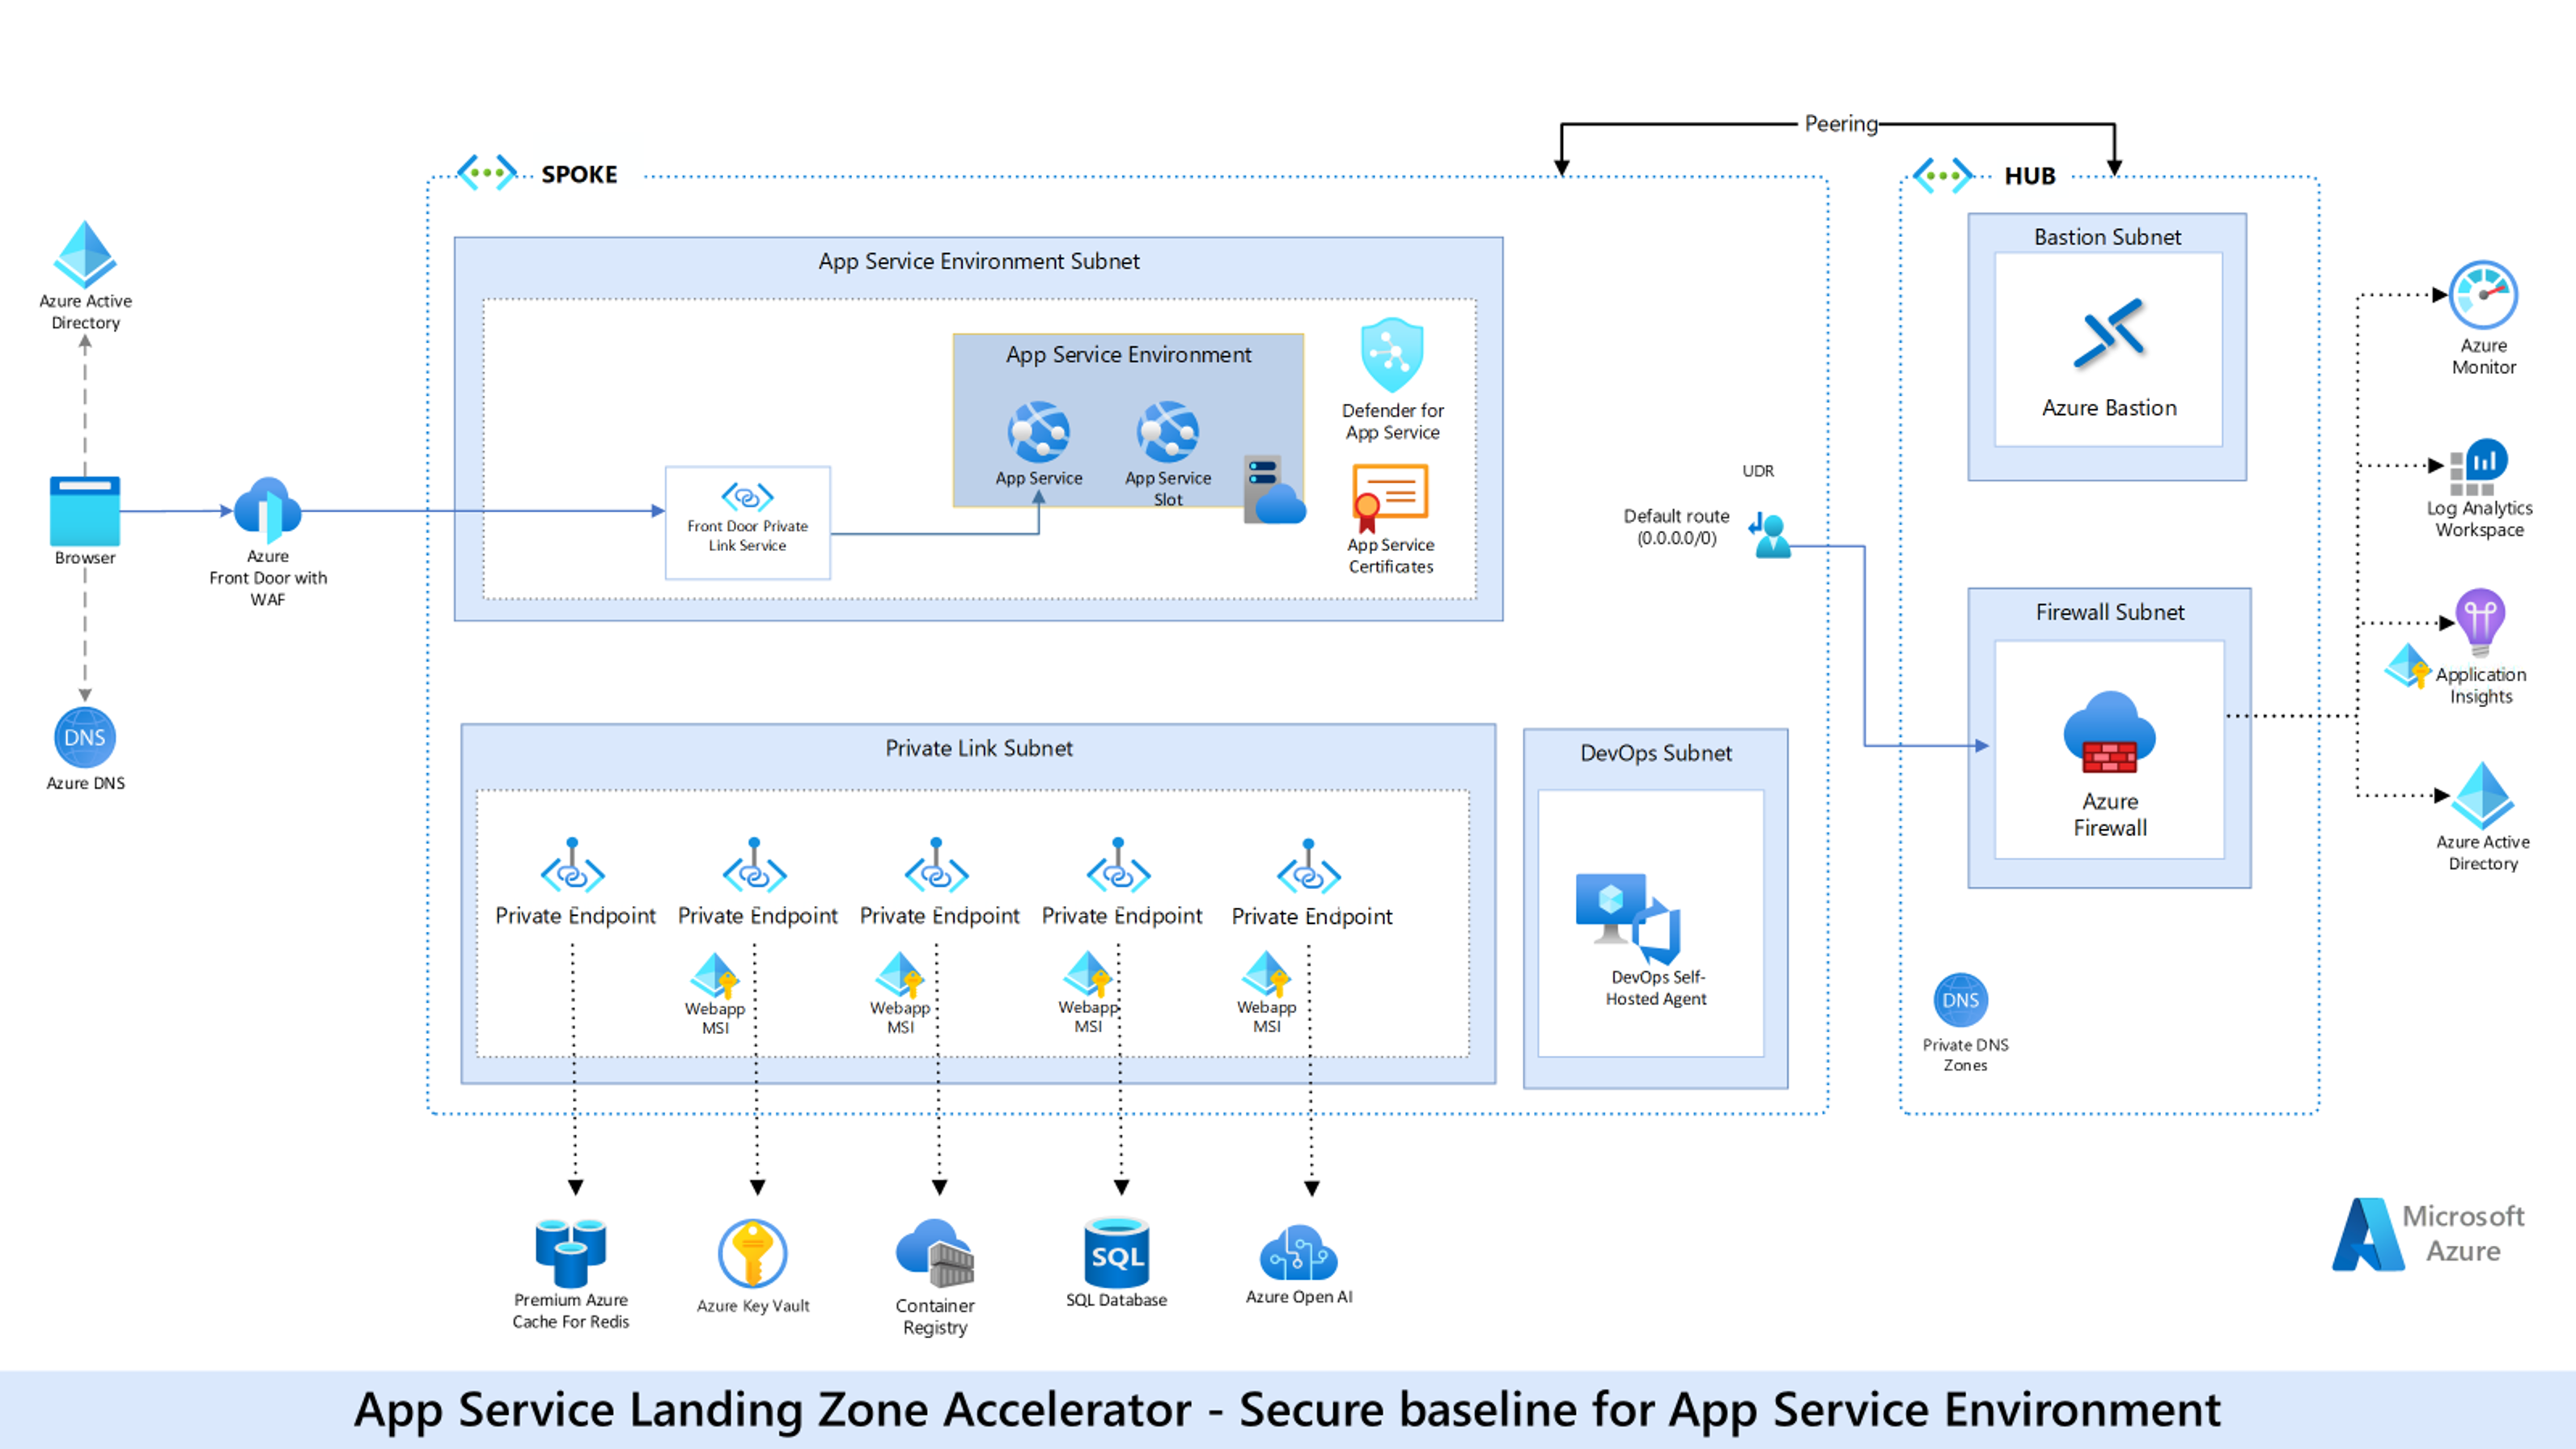 Peering
SPOKE
HUB
App Service Environment Subnet
Bastion Subnet
Azure Active
Directory
App Service Environment
Azure
Monitor
Azure Bastion
Defender for
App Service
UDR
App Service
App Service
Slot
Front Door Private
Link Service
Default route
(0.0.0.0/0)
Log Analytics
Workspace
Browser
Azure
Front Door with
WAF
App Service
Certificates
Firewall Subnet
Application
Insights
DNS
Azure DNS
Private Link Subnet
DevOps Subnet
Azure
Firewall
Azure Active
Directory
Private Endpoint
Private Endpoint
Private Endpoint
Private Endpoint
Private Endpoint
Webapp
MSI
Webapp
MSI
Webapp
MSI
Webapp
MSI
DevOps Self-
Hosted Agent
DNS
Private DNS
Zones
Premium Azure
Cache For Redis
Azure Key Vault
Container
Registry
SQL
SQL Database
Azure Open AI
Microsoft
Azure
App Service Landing Zone Accelerator - Secure baseline for App Service Environment